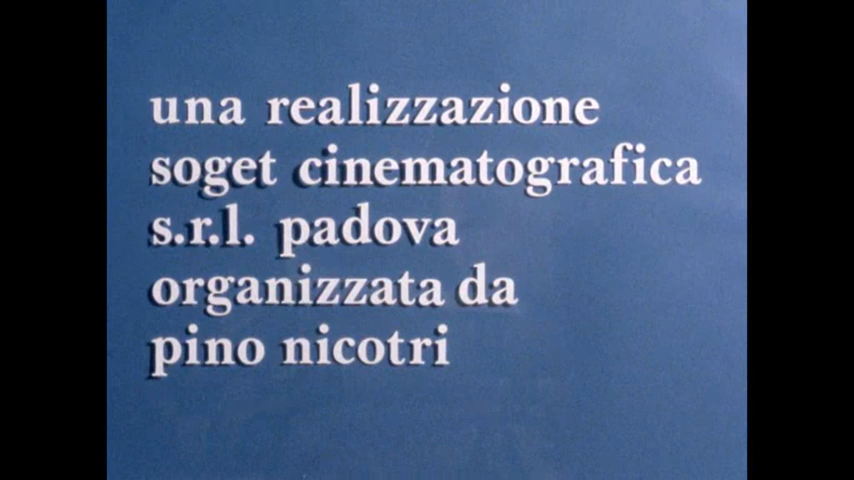 una realizzazione
soget cinematografica
s.r.l. padova
organizzata da
pino nicotri